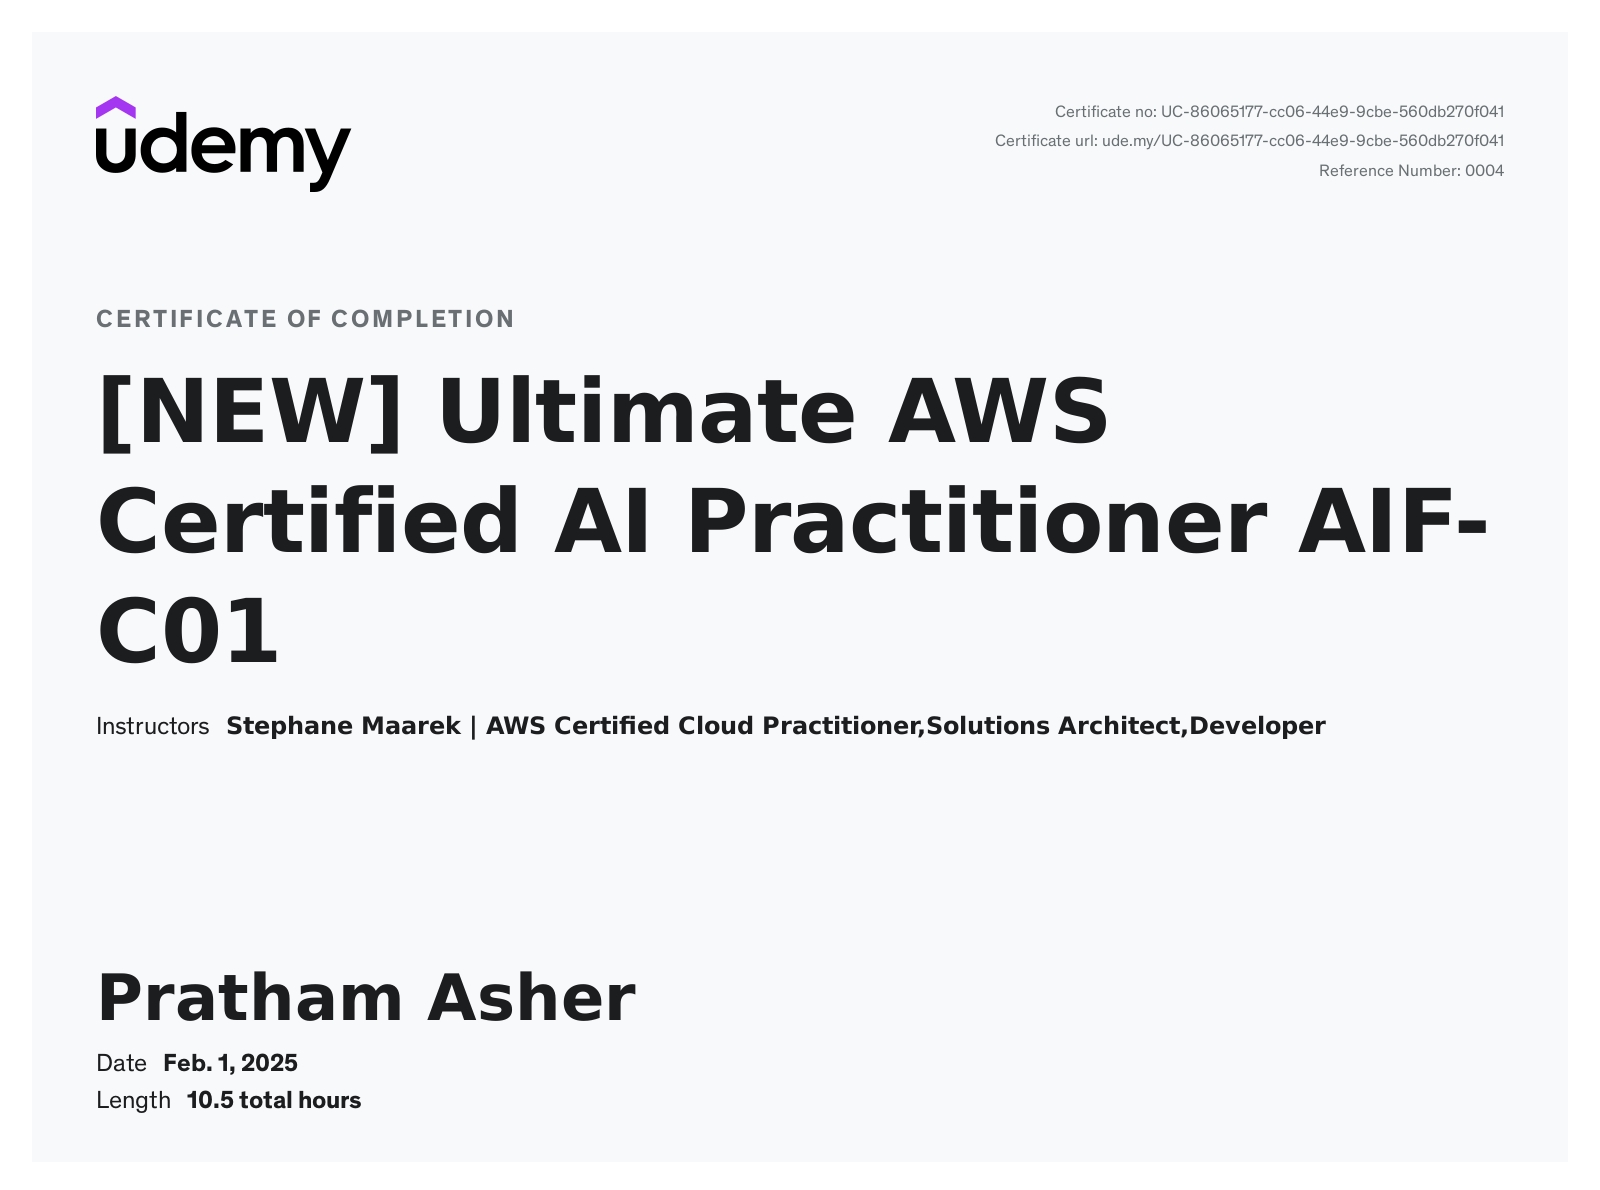 udemy
Certificate no: UC-86065177-cc06-44e9-9cbe-560db270f041
Certificate url: ude.my/UC-86065177-cc06-44e9-9cbe-560db270f041
Reference Number: 0004
CERTIFICATE OF COMPLETION
[NEW] Ultimate AWS
Certified AI Practitioner AIF-
C01
Instructors Stephane Maarek | AWS Certified Cloud Practitioner,Solutions Architect,Developer
Pratham Asher
Date Feb. 1, 2025
Length 10.5 total hours